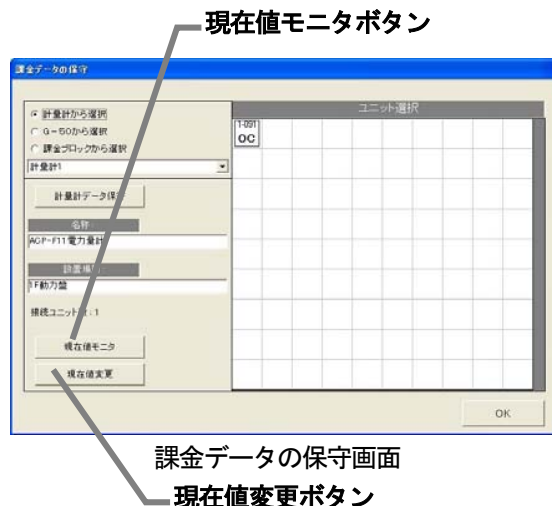 現在値モニタボタン
課金データの保守
計量計から選択
G-50から選択
課金ブロックから選択
計量計1
計量計データ保守
名称
ACP-F11電力量計
設置場所
1F動力盤
接続ユニット数:1
現在値モニタ
現在値変更
ユニット選択
1-091
OC
OK
課金データの保守画面
現在値変更ボタン